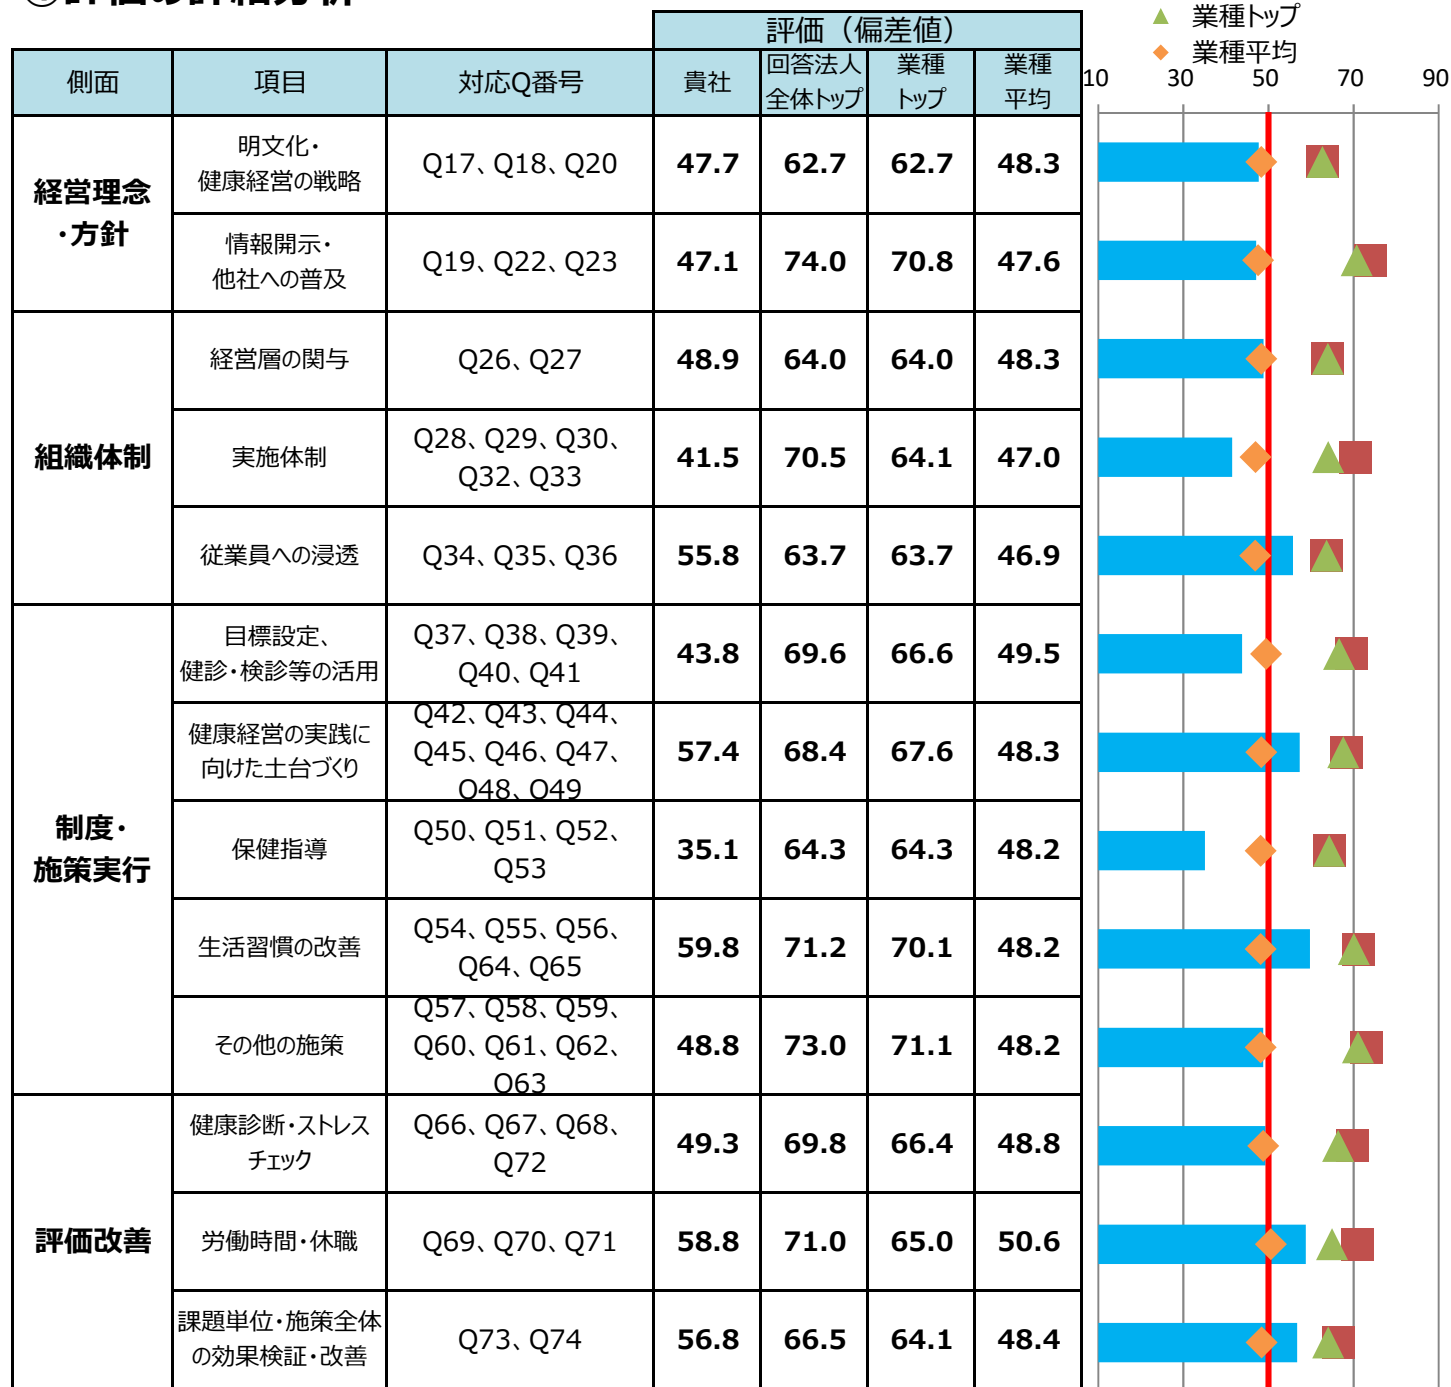 評価の詳細分析
▲ 業種トップ
◆ 業種平均
評価（偏差値）
側面 項目 対応Q番号 貴社 回答法人全体トップ 業種トップ 業種平均
10 30 50 70 90
経営理念・方針
明文化・
健康経営の戦略
Q17、Q18、Q20
47.7 62.7 62.7 48.3
情報開示・
他社への普及
Q19、Q22、Q23
47.1 74.0 70.8 47.6
組織体制
経営層の関与
Q26、Q27
48.9 64.0 64.0 48.3
実施体制
Q28、Q29、Q30、
Q32、Q33
41.5 70.5 64.1 47.0
従業員への浸透
Q34、Q35、Q36
55.8 63.7 63.7 46.9
制度・
施策実行
目標設定、
健診・検診等の活用
Q37、Q38、Q39、
Q40、Q41
43.8 69.6 66.6 49.5
健康経営の実践に
向けた土台づくり
Q42、Q43、Q44、
Q45、Q46、Q47、
Q48、Q49
57.4 68.4 67.6 48.3
保健指導
Q50、Q51、Q52、
Q53
35.1 64.3 64.3 48.2
生活習慣の改善
Q54、Q55、Q56、
Q64、Q65
59.8 71.2 70.1 48.2
その他の施策
Q57、Q58、Q59、
Q60、Q61、Q62、
Q63
48.8 73.0 71.1 48.2
評価改善
健康診断・ストレス
チェック
Q66、Q67、Q68、
Q72
49.3 69.8 66.4 48.8
労働時間・休職
Q69、Q70、Q71
58.8 71.0 65.0 50.6
課題単位・施策全体
の効果検証・改善
Q73、Q74
56.8 66.5 64.1 48.4